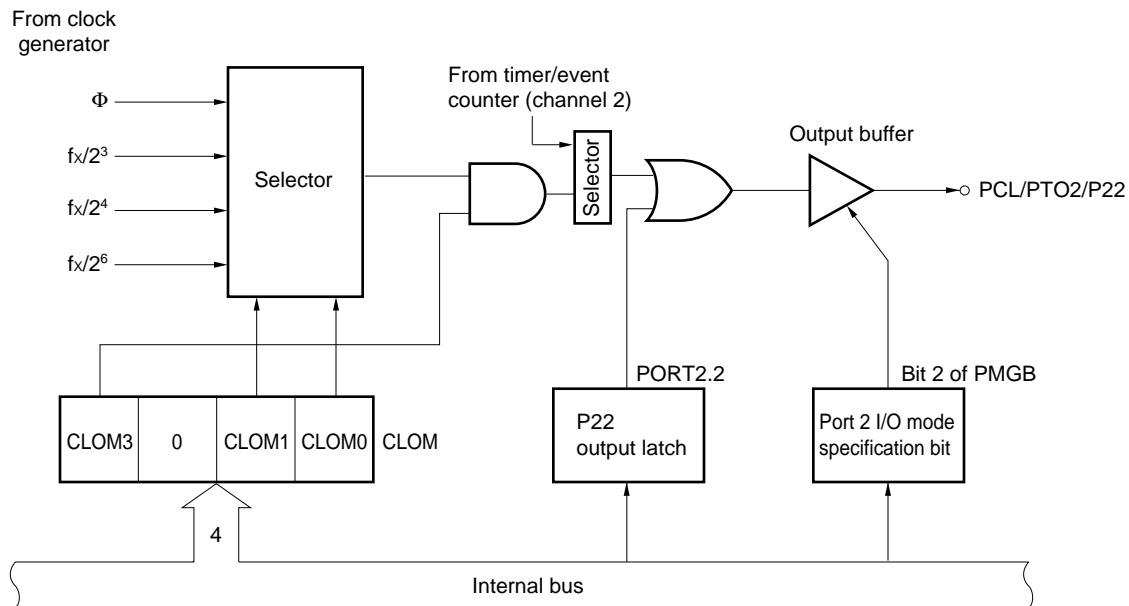 From clock
generator
Φ
fX/2³
fX/2⁴
fX/2⁶
Selector
From timer/event
counter (channel 2)
Selector
Output buffer
PCL/PTO2/P22
PORT2.2
Bit 2 of PMGB
CLOM3
0
CLOM1
CLOM0
CLOM
P22
output latch
Port 2 I/O mode
specification bit
4
Internal bus